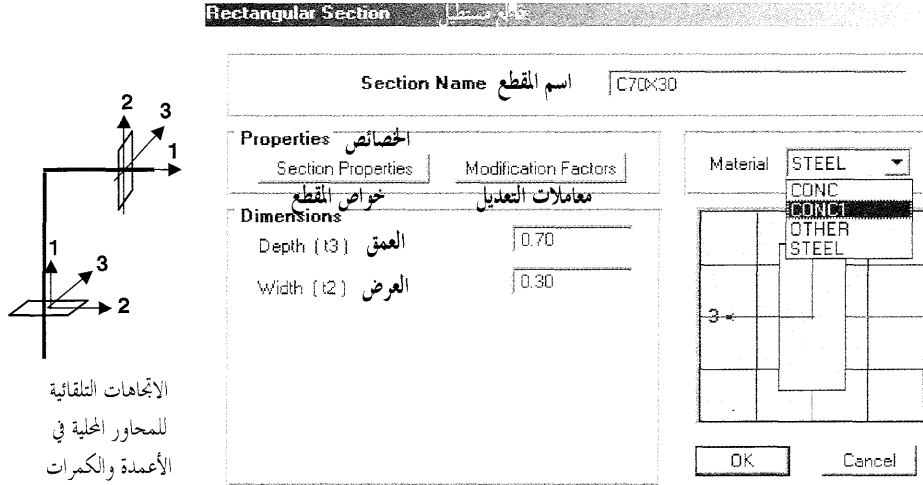 Rectangular Section مقطع مستطيل
Section Name اسم المقطع C70X30
Properties الخصائص
Section Properties Modification Factors
خواص المقطع معاملات التعديل
Material STEEL
CONC
CONC1
OTHER
STEEL
Dimensions
Depth (t3) العمق 0.70
Width (t2) العرض 0.30
3
OK Cancel
2
3
1
1
3
2
الاتجاهات التلقائية
للمحاور المحلية في
الأعمدة والكمرات